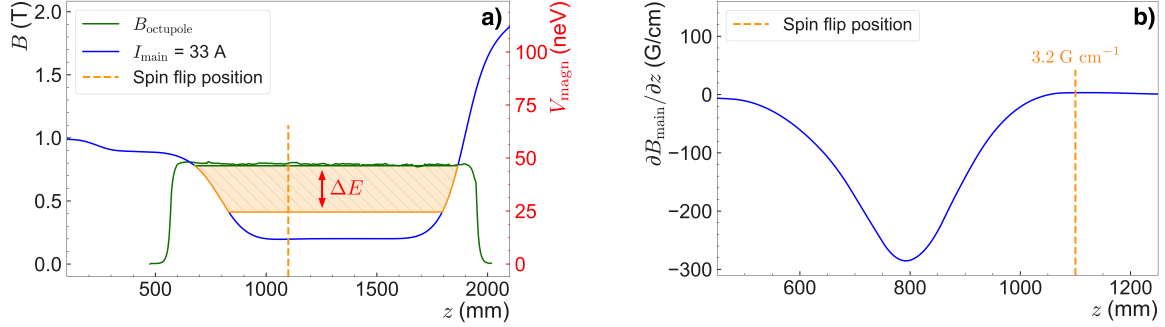 a)
B (T)
2.0
1.5
1.0
0.5
0.0
B_octupole
I_main = 33 A
Spin flip position
ΔE
V_magn (neV)
100
75
50
25
0
500
1000
1500
2000
z (mm)
b)
∂B_main/∂z (G/cm)
100
0
−100
−200
−300
Spin flip position
3.2 G cm⁻¹
600
800
1000
1200
z (mm)